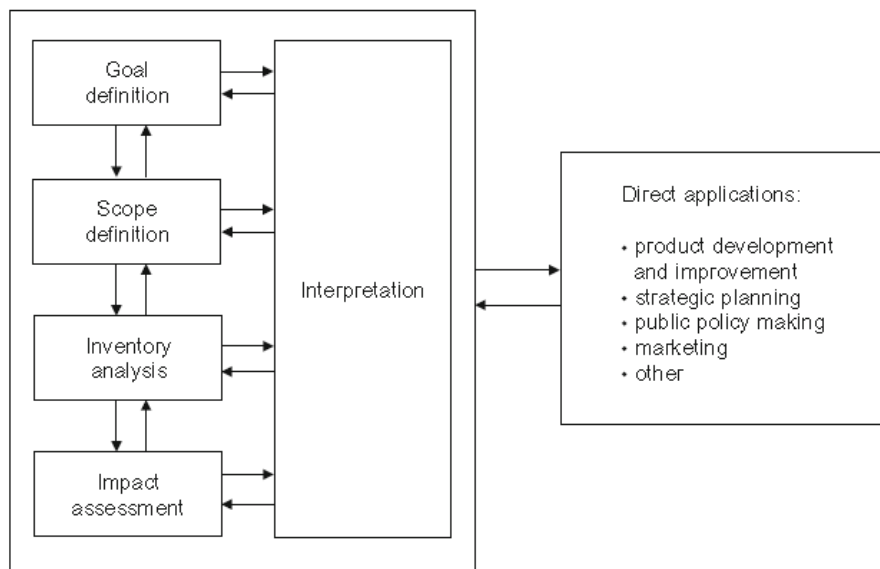 Goal
definition
Scope
definition
Inventory
analysis
Impact
assessment
Interpretation
Direct applications:
• product development
and improvement
• strategic planning
• public policy making
• marketing
• other